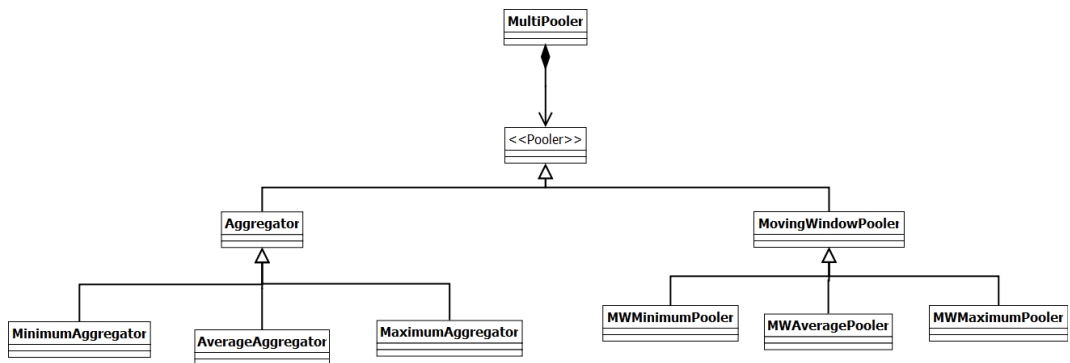 MultiPooler
<<Pooler>>
Aggregator
MovingWindowPooler
MinimumAggregator
AverageAggregator
MaximumAggregator
MWMinimumPooler
MWAveragePooler
MWMaximumPooler